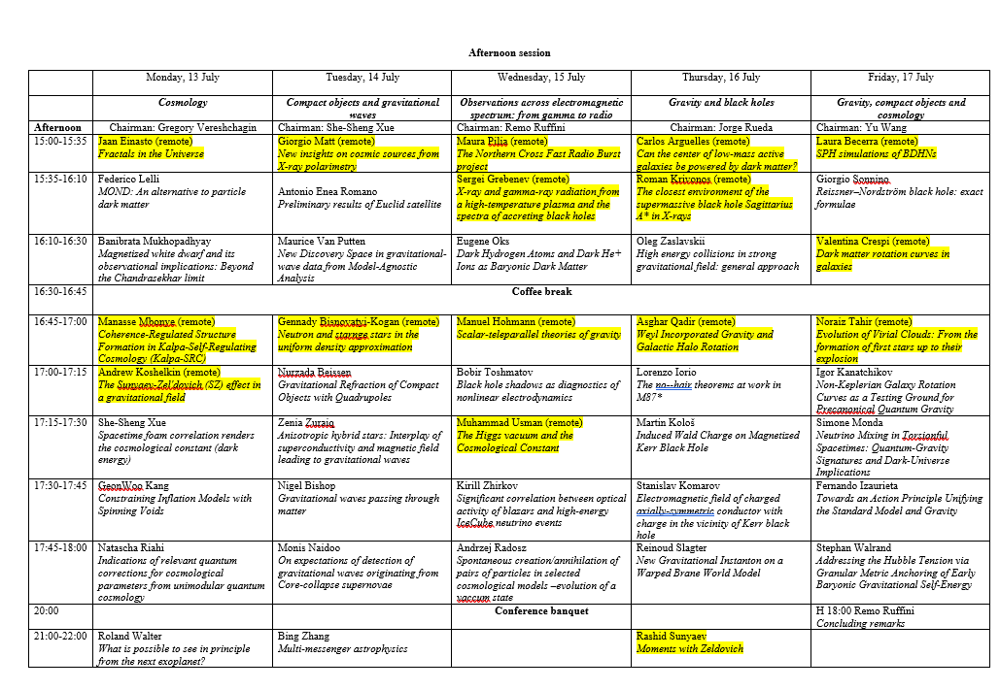 Afternoon session
Monday, 13 July
Tuesday, 14 July
Wednesday, 15 July
Thursday, 16 July
Friday, 17 July
Cosmology
Compact objects and gravitational
waves
Observations across electromagnetic
spectrum: from gamma to radio
Gravity and black holes
Gravity, compact objects and
cosmology
Afternoon
Chairman: Gregory Vereshchagin
Chairman: She-Sheng Xue
Chairman: Remo Ruffini
Chairman: Jorge Rueda
Chairman: Yu Wang
15:00-15:35
Jaan Einasto (remote)
Fractals in the Universe
Giorgio Matt (remote)
New insights on cosmic sources from
X-ray polarimetry
Maura Pilia (remote)
The Northern Cross Fast Radio Burst
project
Carlos Arguelles (remote)
Can the center of low-mass active
galaxies be powered by dark matter?
Laura Becerra (remote)
SPH simulations of BDHNs
15:35-16:10
Federico Lelli
MOND: An alternative to particle
dark matter
Antonio Enea Romano
Preliminary results of Euclid satellite
Sergei Grebenev (remote)
X-ray and gamma-ray radiation from
a high-temperature plasma and the
spectra of accreting black holes
Roman Krivonos (remote)
The closest environment of the
supermassive black hole Sagittarius
A* in X-rays
Giorgio Sonnino
Reissner–Nordström black hole: exact
formulae
16:10-16:30
Banibrata Mukhopadhyay
Magnetised white dwarf and its
observational implications: Beyond
the Chandrasekhar limit
Maurice Van Putten
New Discovery Space in gravitational-
wave data from Model-Agnostic
Analysis
Eugene Oks
Dark Hydrogen Atoms and Dark He+
Ions as Baryonic Dark Matter
Oleg Zaslavskii
High energy collisions in strong
gravitational field: general approach
Valentina Crespi (remote)
Dark matter rotation curves in
galaxies
16:30-16:45
Coffee break
16:45-17:00
Manasse Mbonye (remote)
Coherence-Regulated Structure
Formation in Kalpa-Self-Regulating
Cosmology (Kalpa-SRC)
Gennady Bisnovatyi-Kogan (remote)
Neutron and starnge stars in the
uniform density approximation
Manuel Hohmann (remote)
Scalar-teleparallel theories of gravity
Asghar Qadir (remote)
Weyl Incorporated Gravity and
Galactic Halo Rotation
Noraiz Tahir (remote)
Evolution of Virial Clouds: From the
formation of first stars up to their
explosion
17:00-17:15
Andrew Koshelkin (remote)
The Sunyaev-Zel'dovich (SZ) effect in
a gravitational field
Nurzada Beissen
Gravitational Refraction of Compact
Objects with Quadrupoles
Bobir Toshmatov
Black hole shadows as diagnostics of
nonlinear electrodynamics
Lorenzo Iorio
The no--hair theorems at work in
M87*
Igor Kanatchikov
Non-Keplerian Galaxy Rotation
Curves as a Testing Ground for
Precanonical Quantum Gravity
17:15-17:30
She-Sheng Xue
Spacetime foam correlation renders
the cosmological constant (dark
energy)
Zenia Zuraiq
Anisotropic hybrid stars: Interplay of
superconductivity and magnetic field
leading to gravitational waves
Muhammad Usman (remote)
The Higgs vacuum and the
Cosmological Constant
Martin Kološ
Induced Wald Charge on Magnetised
Kerr Black Hole
Simone Monda
Neutrino Mixing in Torsionful
Spacetimes: Quantum-Gravity
Signatures and Dark-Universe
Implications
17:30-17:45
GeonWoo Kang
Constraining Inflation Models with
Spinning Voids
Nigel Bishop
Gravitational waves passing through
matter
Kirill Zhirkov
Significant correlation between optical
activity of blazars and high-energy
IceCube neutrino events
Stanislav Komarov
Electromagnetic field of charged
axially-symmetric conductor with
charge in the vicinity of Kerr black
hole
Fernando Izaurieta
Towards an Action Principle Unifying
the Standard Model and Gravity
17:45-18:00
Natascha Riahi
Indications of relevant quantum
corrections for cosmological
parameters from unimodular quantum
cosmology
Monis Naidoo
On expectations of detection of
gravitational waves originating from
Core-collapse supernovae
Andrzej Radosz
Spontaneous creation/annihilation of
pairs of particles in selected
cosmological models –evolution of a
vaccum state
Reinoud Slagter
New Gravitational Instanton on a
Warped Brane World Model
Stephan Walrand
Addressing the Hubble Tension via
Granular Metric Anchoring of Early
Baryonic Gravitational Self-Energy
20:00
Conference banquet
H 18:00 Remo Ruffini
Concluding remarks
21:00-22:00
Roland Walter
What is possible to see in principle
from the next exoplanet?
Bing Zhang
Multi-messenger astrophysics
Rashid Sunyaev
Moments with Zeldovich